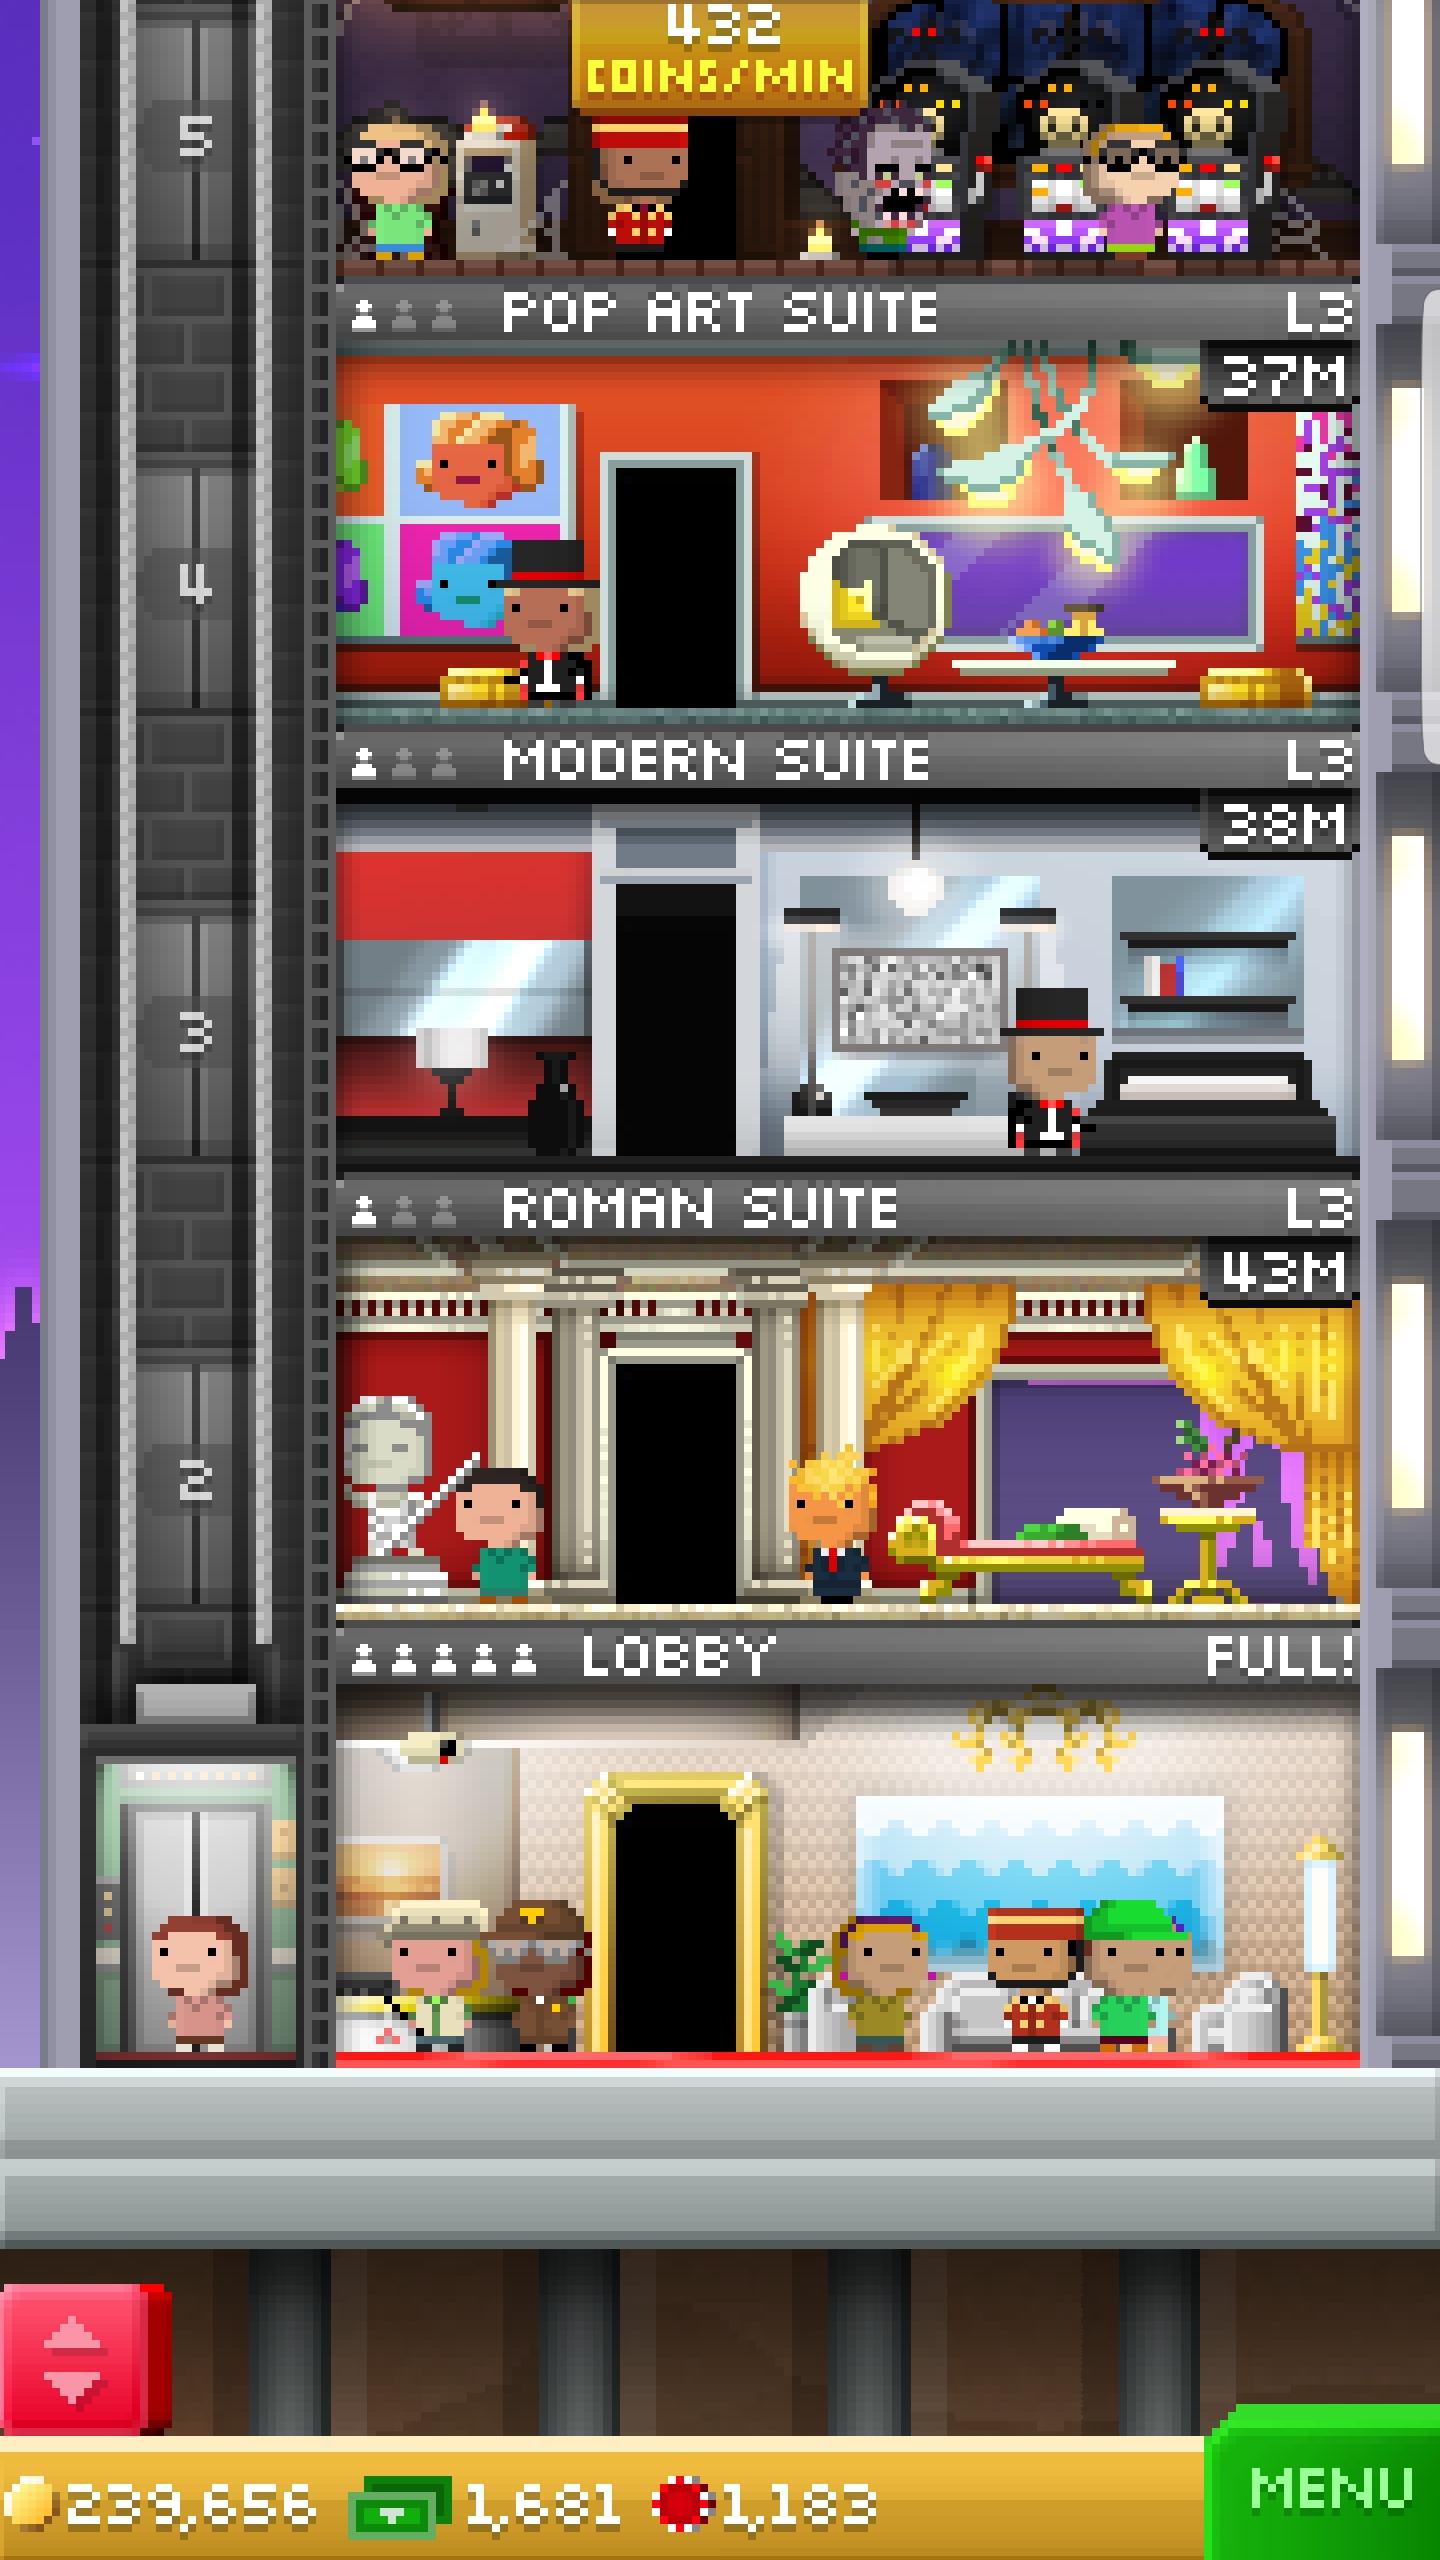 432
COINS/MIN
5
POP ART SUITE L3
37M
4
MODERN SUITE L3
38M
3
ROMAN SUITE L3
43M
2
LOBBY FULL!
239,656 1,681 1,183
MENU